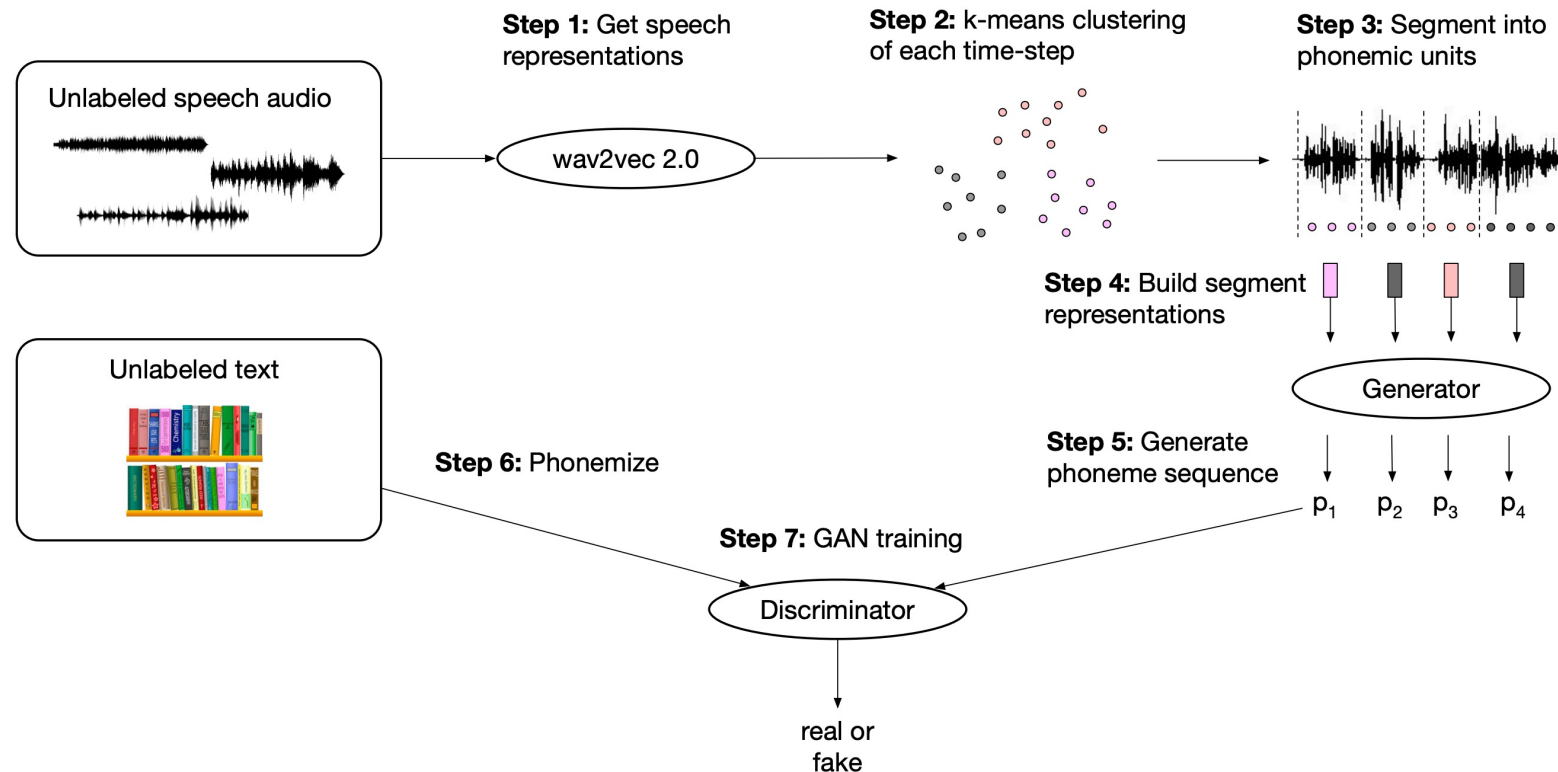 Step 1: Get speech
representations
Step 2: k-means clustering
of each time-step
Step 3: Segment into
phonemic units
Unlabeled speech audio
wav2vec 2.0
Step 4: Build segment
representations
Generator
Step 5: Generate
phoneme sequence
p1 p2 p3 p4
Unlabeled text
Chemistry
Step 6: Phonemize
Step 7: GAN training
Discriminator
real or
fake